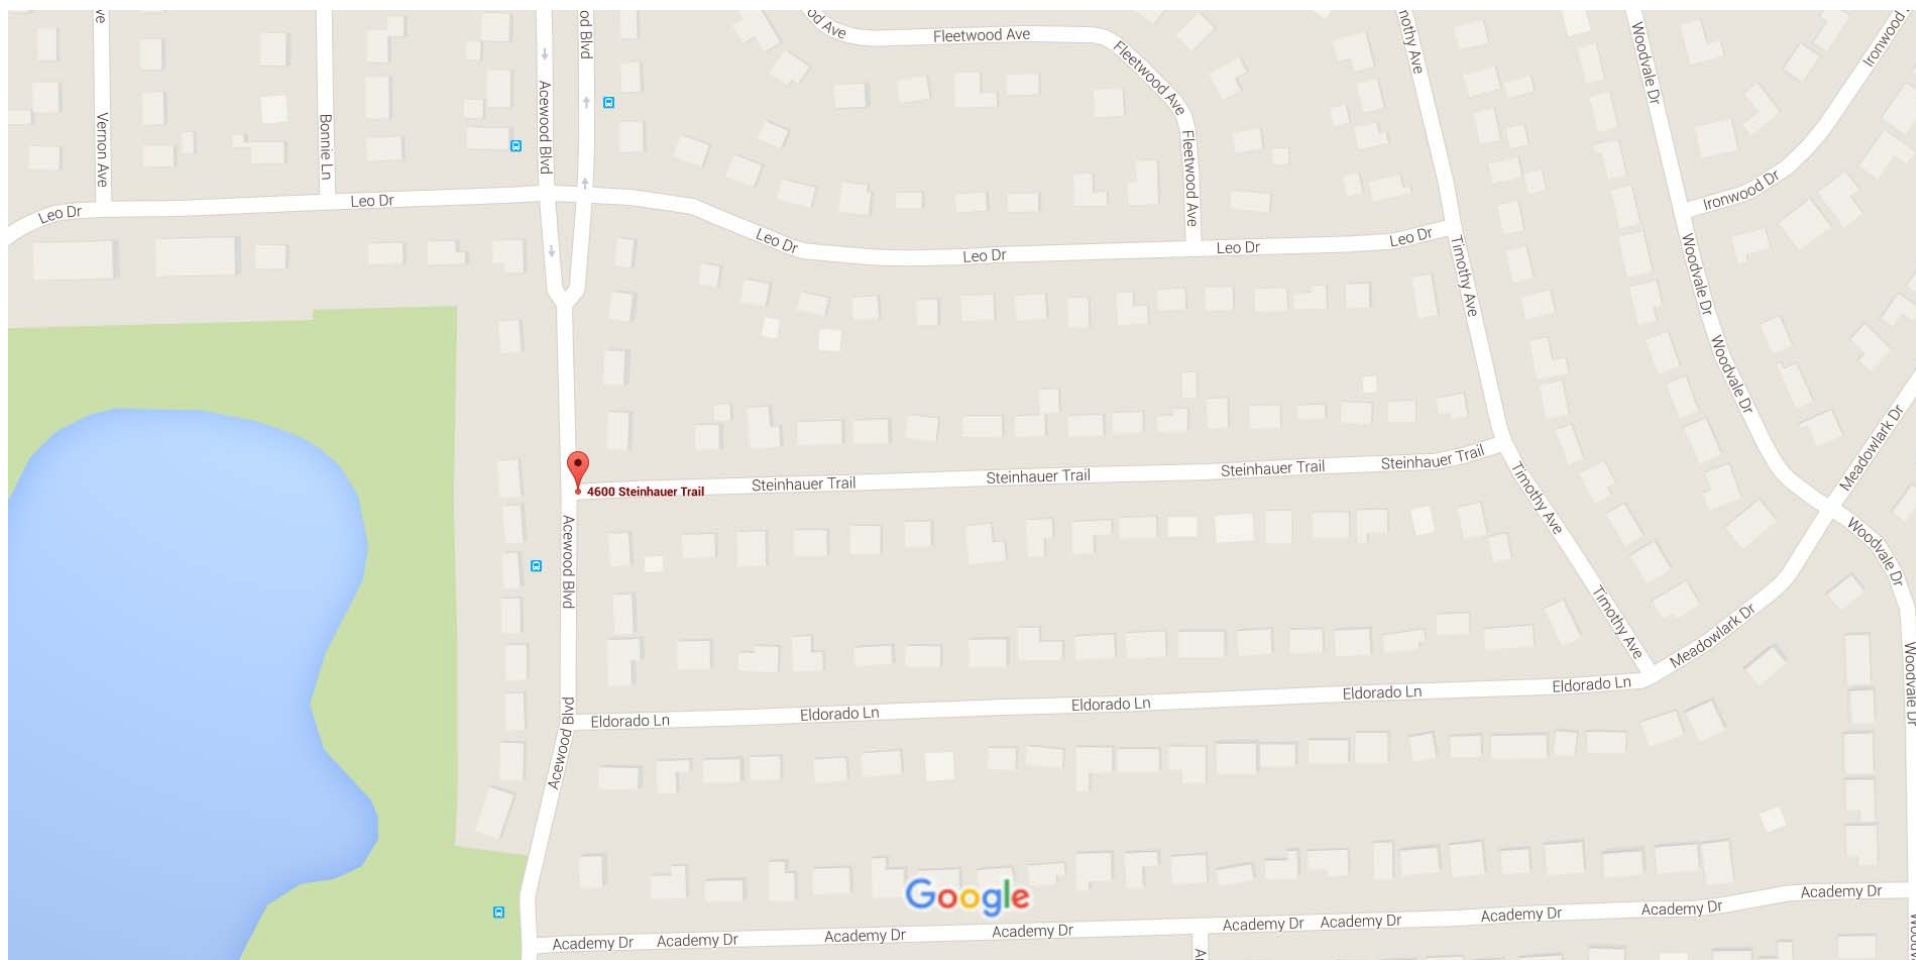 Fleetwood Ave
Fleetwood Ave
Fleetwood Ave
Vernon Ave
Bonnie Ln
Acewood Blvd
Woodvale Dr
Ironwood Dr
Leo Dr
Leo Dr
Leo Dr
Leo Dr
Leo Dr
Leo Dr
Timothy Ave
Woodvale Dr
Woodvale Dr
Meadowlark Dr
Steinhauer Trail
Steinhauer Trail
Steinhauer Trail
Steinhauer Trail
4600 Steinhauer Trail
Acewood Blvd
Timothy Ave
Woodvale Dr
Timothy Ave
Meadowlark Dr
Woodvale Dr
Acewood Blvd
Eldorado Ln
Eldorado Ln
Eldorado Ln
Eldorado Ln
Eldorado Ln
Google
Academy Dr
Academy Dr
Academy Dr
Academy Dr
Academy Dr
Academy Dr
Academy Dr
Academy Dr
Academy Dr